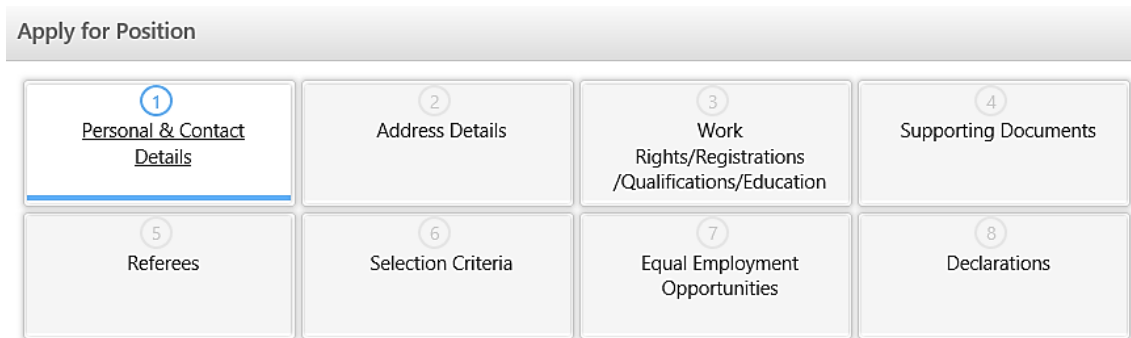 Apply for Position
1
Personal & Contact
Details
2
Address Details
3
Work
Rights/Registrations
/Qualifications/Education
4
Supporting Documents
5
Referees
6
Selection Criteria
7
Equal Employment
Opportunities
8
Declarations